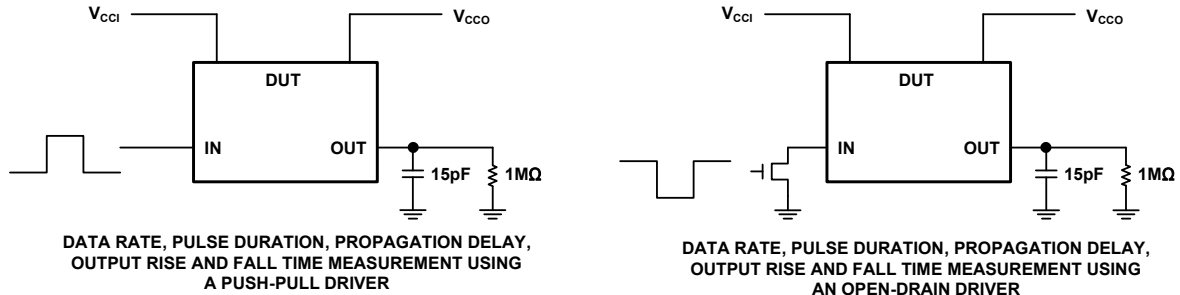 VCCI
VCCO
DUT
IN
OUT
15pF
1MΩ
DATA RATE, PULSE DURATION, PROPAGATION DELAY,
OUTPUT RISE AND FALL TIME MEASUREMENT USING
A PUSH-PULL DRIVER
VCCI
VCCO
DUT
IN
OUT
15pF
1MΩ
DATA RATE, PULSE DURATION, PROPAGATION DELAY,
OUTPUT RISE AND FALL TIME MEASUREMENT USING
AN OPEN-DRAIN DRIVER